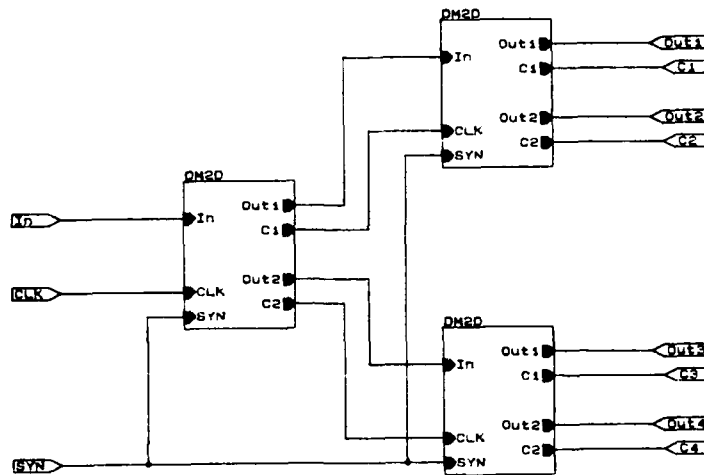 DM2D
In
CLK
SYN
Out1
C1
Out2
C2
Out1
C1
Out2
C2
DM2D
In
CLK
SYN
Out1
C1
Out2
C2
In
CLK
SYN
DM2D
In
CLK
SYN
Out1
C1
Out2
C2
Out3
C3
Out4
C4